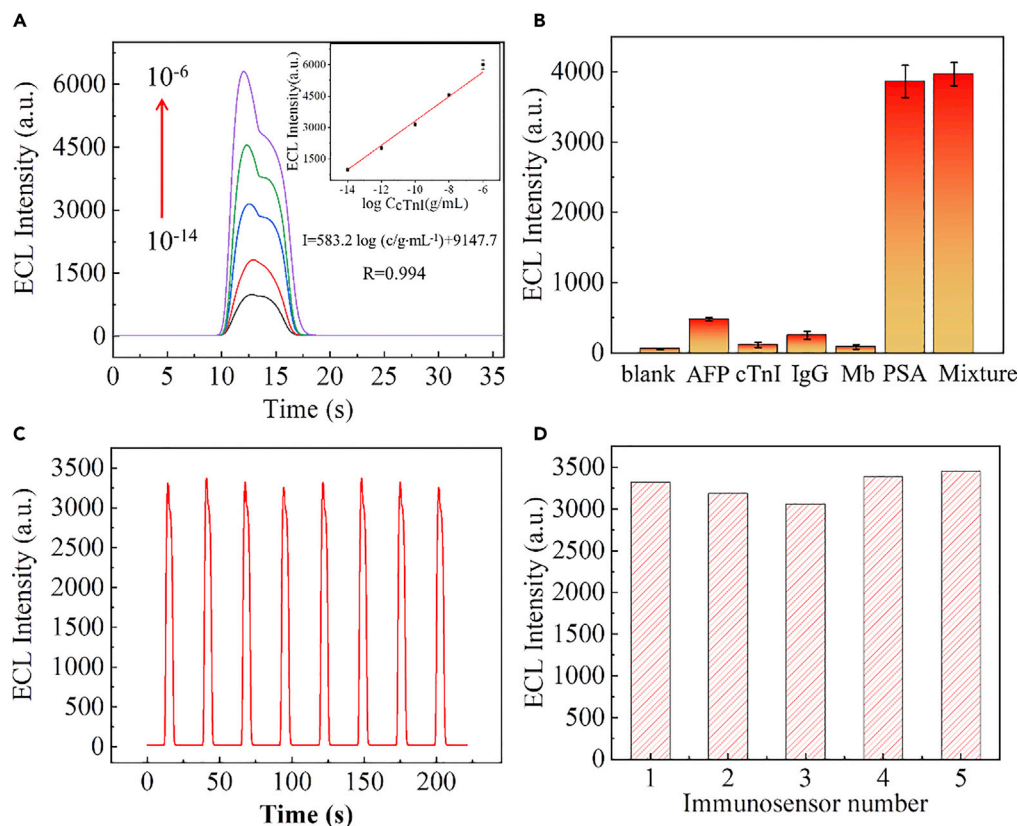 A
ECL Intensity (a.u.)
6000
4500
3000
1500
0
10-6
10-14
0 5 10 15 20 25 30 35
Time (s)
ECL Intensity(a.u.)
6000
4500
3000
1500
-14 -12 -10 -8 -6
log CcTnI(g/mL)
I=583.2 log (c/g·mL-1)+9147.7
R=0.994
B
ECL Intensity (a.u.)
4000
3000
2000
1000
0
blank AFP cTnI IgG Mb PSA Mixture
C
ECL Intensity (a.u.)
3500
3000
2500
2000
1500
1000
500
0
0 50 100 150 200
Time (s)
D
ECL Intensity (a.u.)
3500
3000
2500
2000
1500
1000
500
0
1 2 3 4 5
Immunosensor number